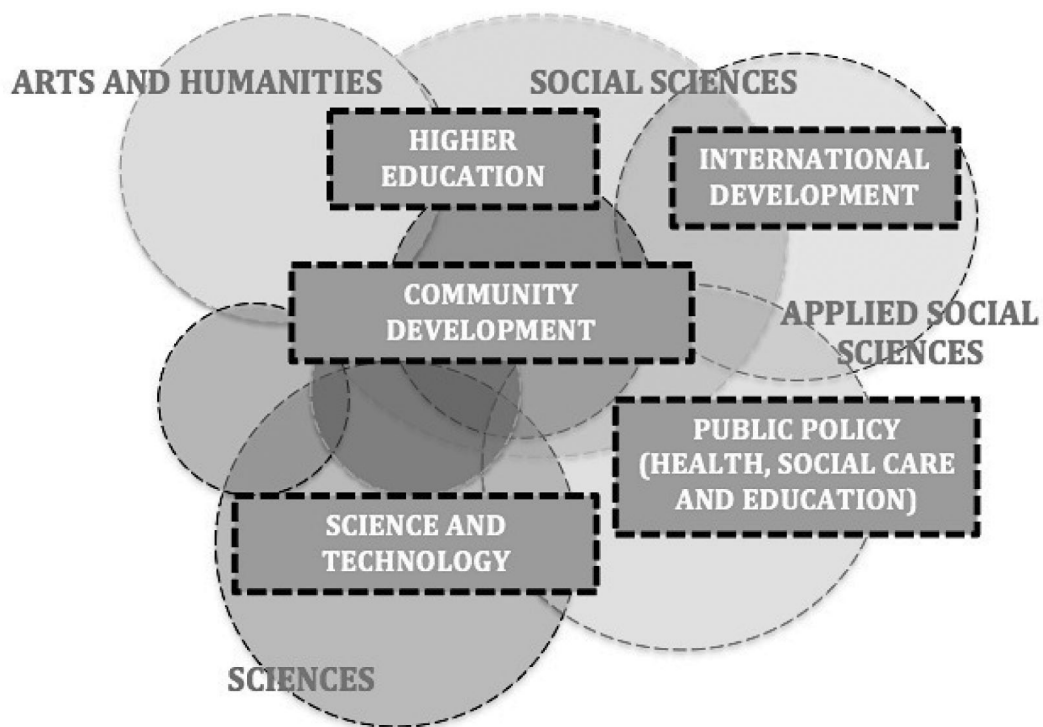 ARTS AND HUMANITIES
SOCIAL SCIENCES
HIGHER
EDUCATION
INTERNATIONAL
DEVELOPMENT
COMMUNITY
DEVELOPMENT
APPLIED SOCIAL
SCIENCES
PUBLIC POLICY
(HEALTH, SOCIAL CARE
AND EDUCATION)
SCIENCE AND
TECHNOLOGY
SCIENCES